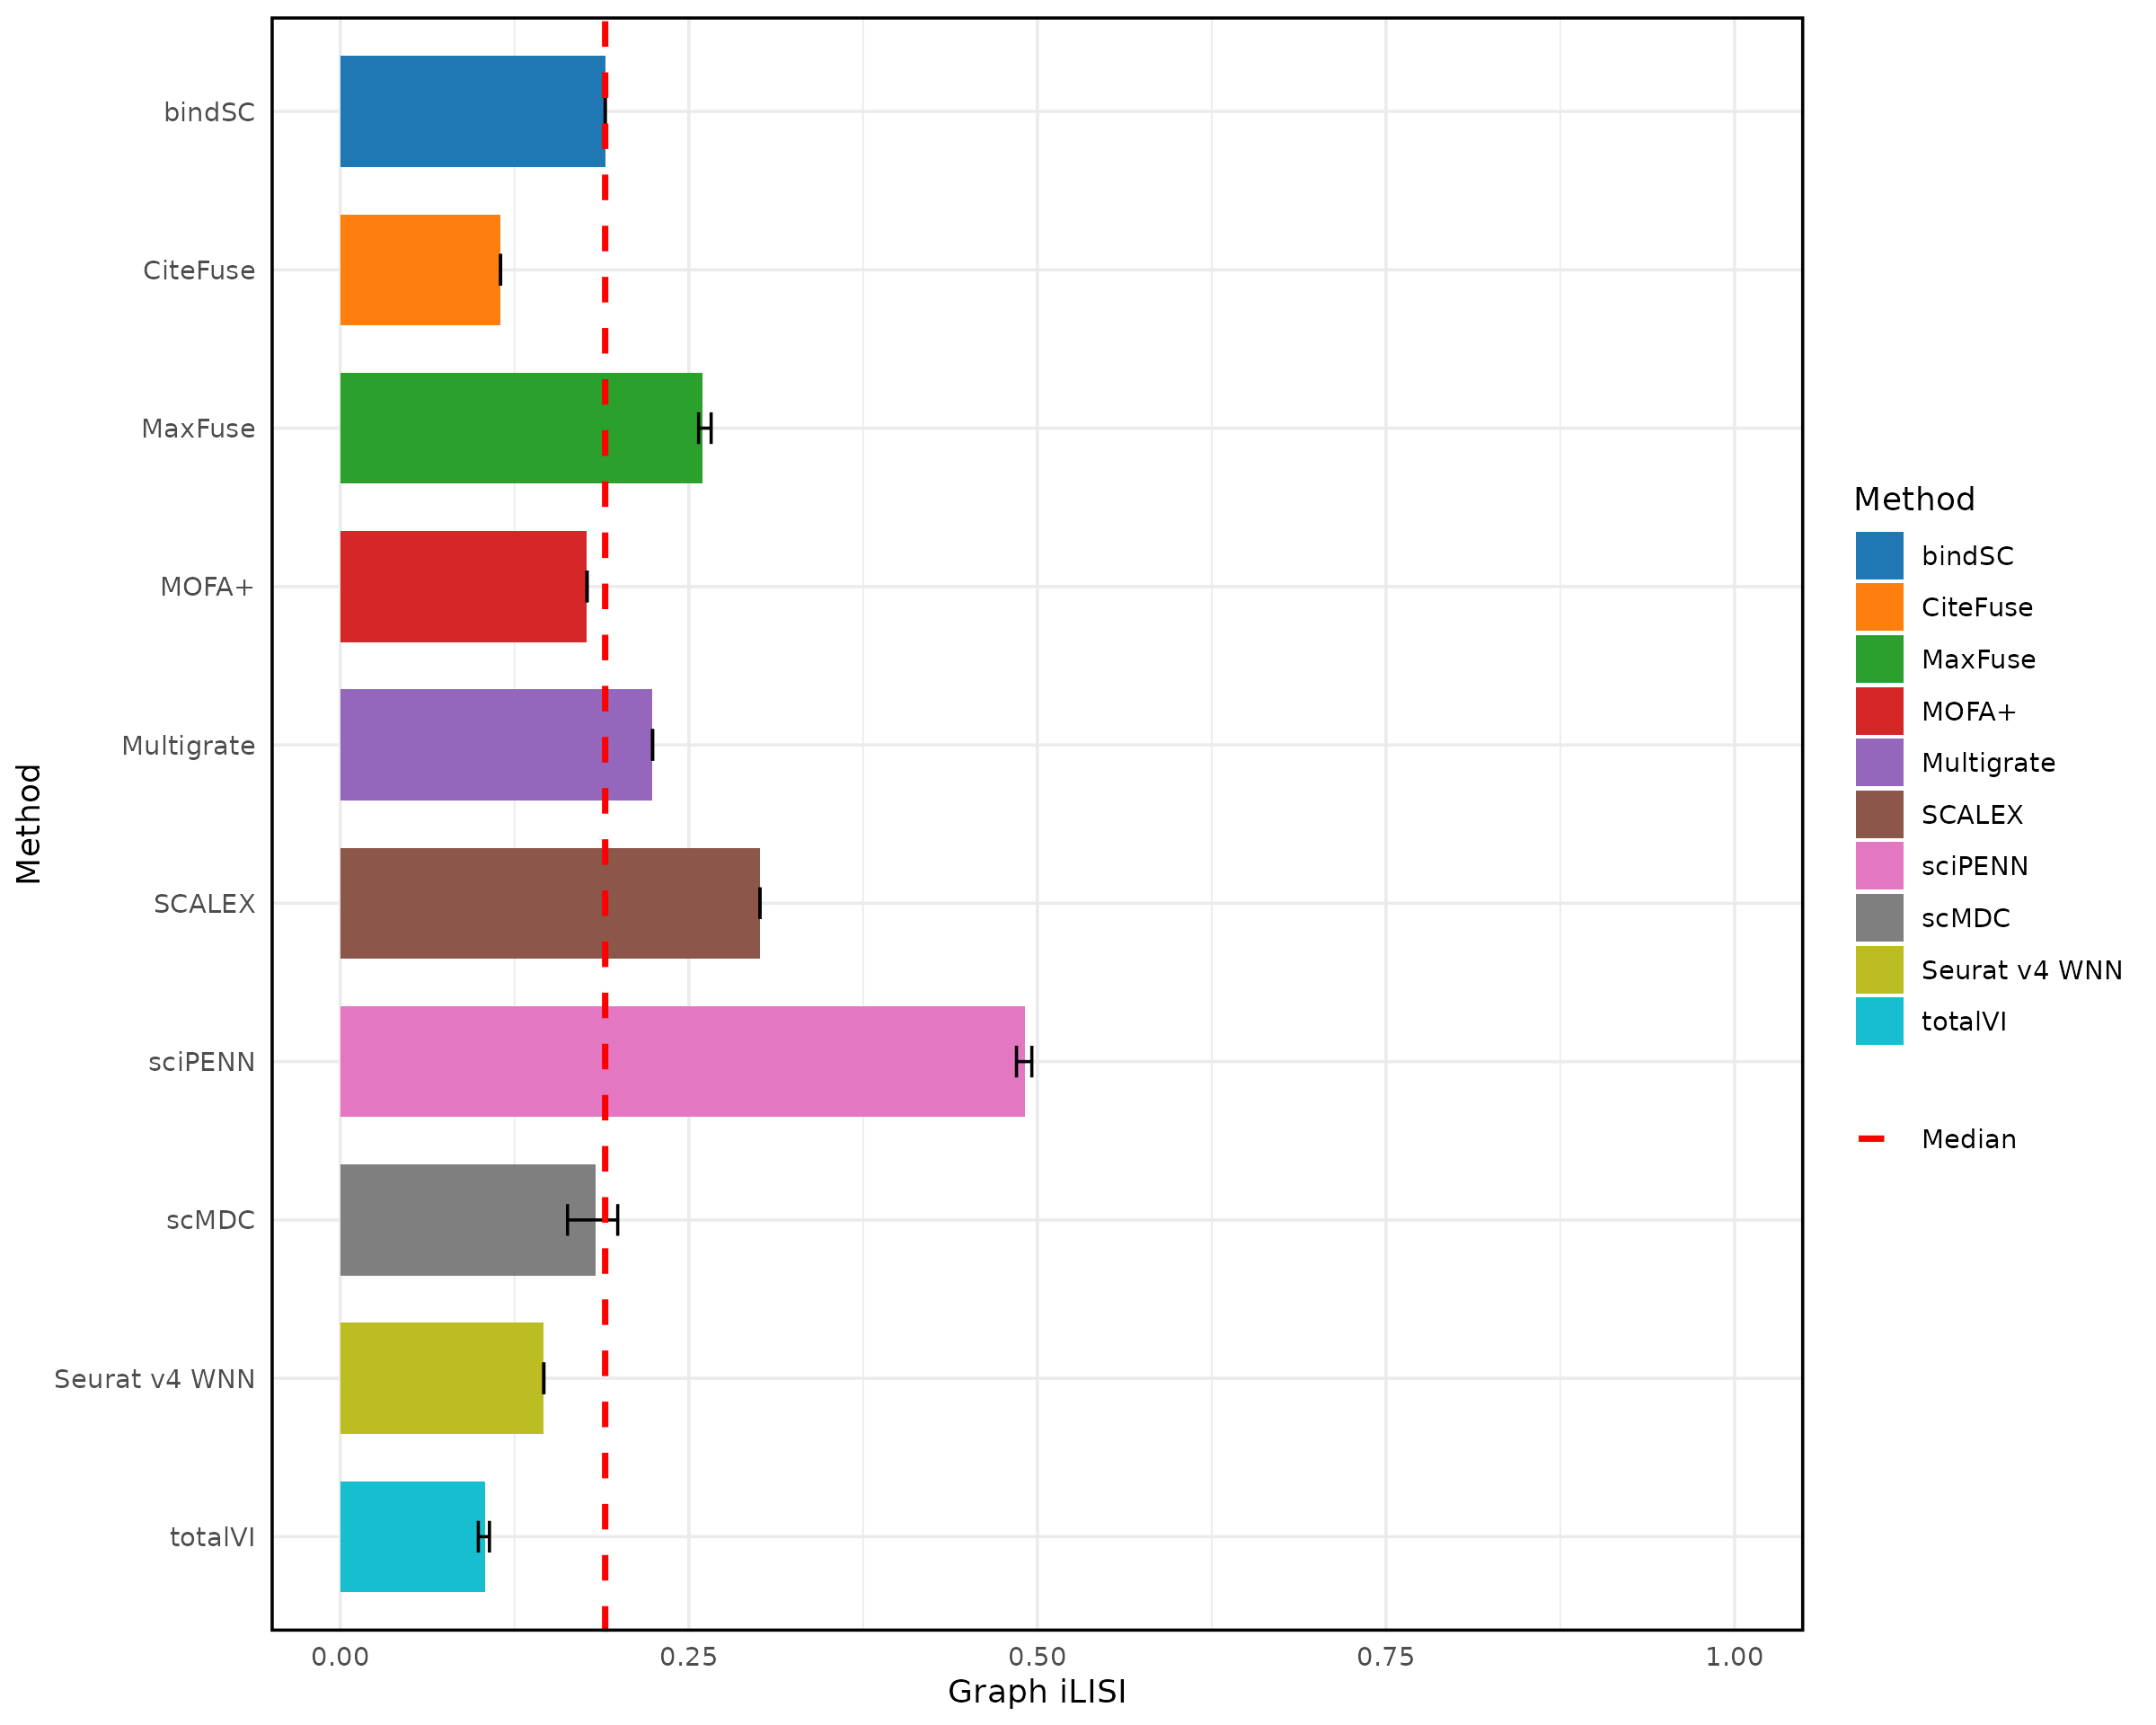 bindSC
CiteFuse
MaxFuse
MOFA+
Multigrate
SCALEX
sciPENN
scMDC
Seurat v4 WNN
totalVI
Method
0.00 0.25 0.50 0.75 1.00
Graph iLISI
Method
bindSC
CiteFuse
MaxFuse
MOFA+
Multigrate
SCALEX
sciPENN
scMDC
Seurat v4 WNN
totalVI
Median